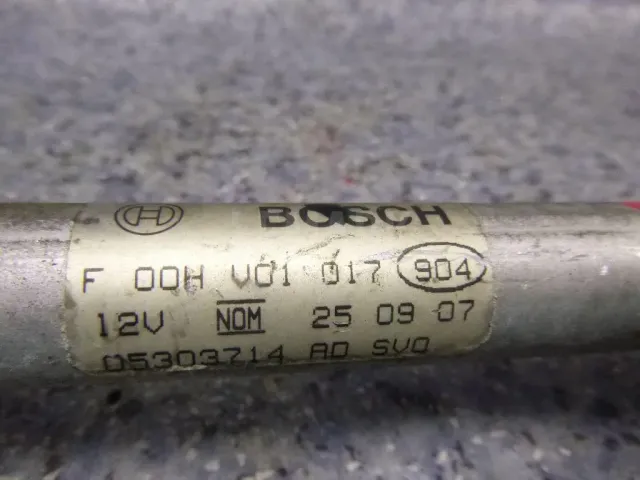 BOSCH
F 00H V01 017 904
12V NOM 25 09 07
05303714 AD SVO